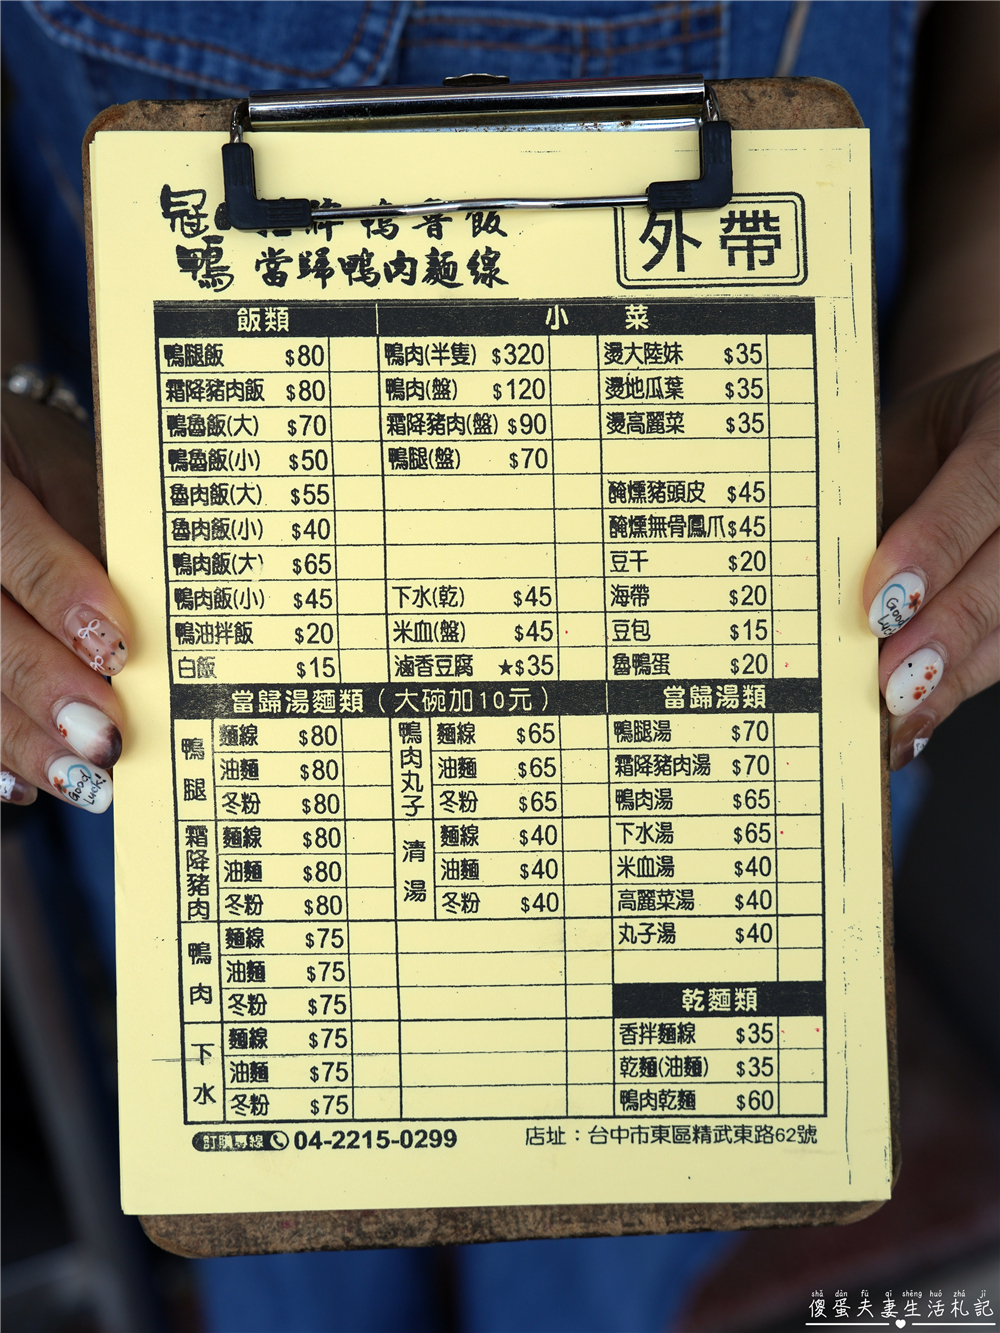 冠 招牌鴨魯飯
鴨 當歸鴨肉麵線
外帶
飯類
鴨腿飯 $80
霜降豬肉飯 $80
鴨魯飯(大) $70
鴨魯飯(小) $50
魯肉飯(大) $55
魯肉飯(小) $40
鴨肉飯(大) $65
鴨肉飯(小) $45
鴨油拌飯 $20
白飯 $15
小菜
鴨肉(半隻) $320
鴨肉(盤) $120
霜降豬肉(盤) $90
鴨腿(盤) $70
下水(乾) $45
米血(盤) $45
滷香豆腐 ★$35
燙大陸妹 $35
燙地瓜葉 $35
燙高麗菜 $35
醃燻豬頭皮 $45
醃燻無骨鳳爪 $45
豆干 $20
海帶 $20
豆包 $15
魯鴨蛋 $20
當歸湯麵類（大碗加10元）
鴨腿
麵線 $80
油麵 $80
冬粉 $80
霜降豬肉
麵線 $80
油麵 $80
冬粉 $80
鴨肉
麵線 $75
油麵 $75
冬粉 $75
下水
麵線 $75
油麵 $75
冬粉 $75
鴨肉丸子
麵線 $65
油麵 $65
冬粉 $65
清湯
麵線 $40
油麵 $40
冬粉 $40
當歸湯類
鴨腿湯 $70
霜降豬肉湯 $70
鴨肉湯 $65
下水湯 $65
米血湯 $40
高麗菜湯 $40
丸子湯 $40
乾麵類
香拌麵線 $35
乾麵(油麵) $35
鴨肉乾麵 $60
訂購專線 04-2215-0299
店址：台中市東區精武東路62號
Good Luck!
Good Luck
shǎ dàn fū qī shēng huó zhá jì
傻蛋夫妻生活札記